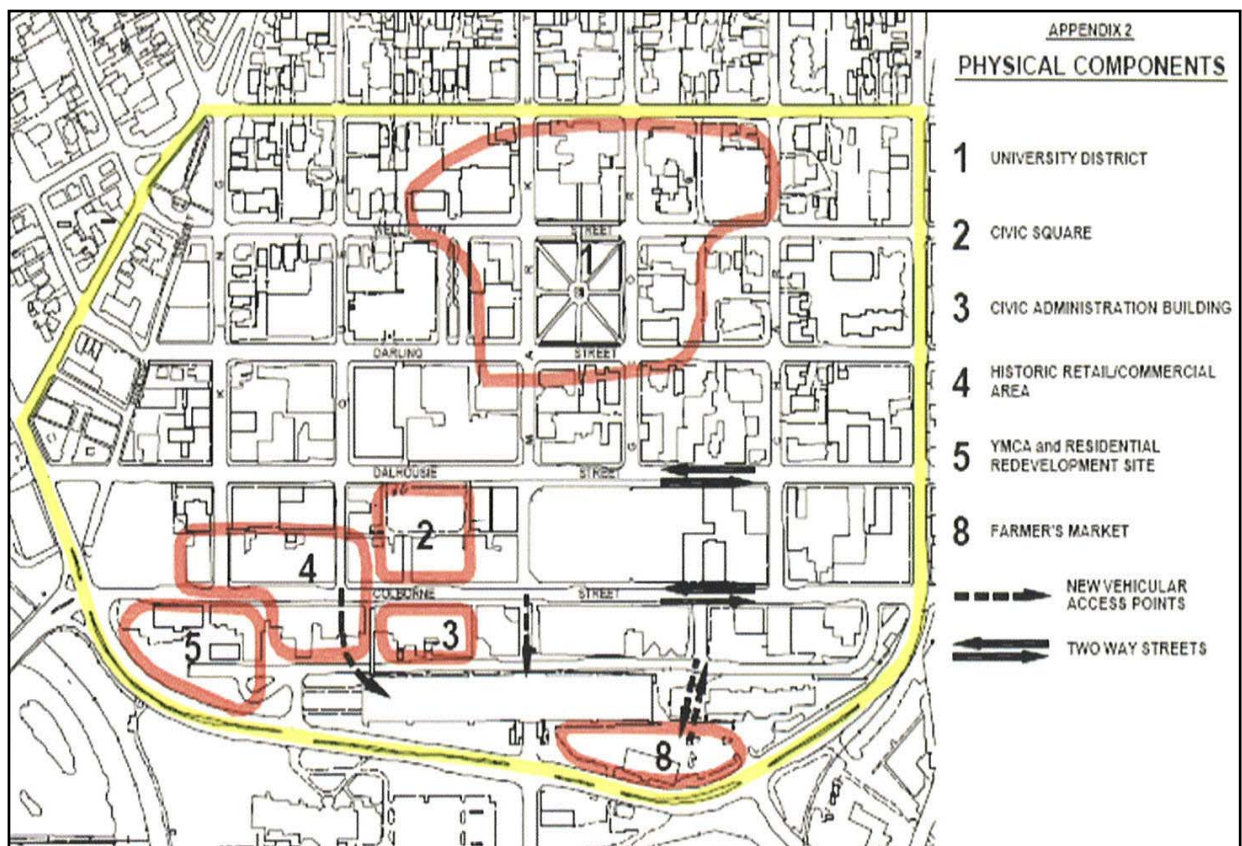 APPENDIX 2
PHYSICAL COMPONENTS
1 UNIVERSITY DISTRICT
2 CIVIC SQUARE
3 CIVIC ADMINISTRATION BUILDING
4 HISTORIC RETAIL/COMMERCIAL
AREA
5 YMCA and RESIDENTIAL
REDEVELOPMENT SITE
8 FARMER'S MARKET
NEW VEHICULAR
ACCESS POINTS
TWO WAY STREETS
STREET
1
DARLING STREET
DALHOUSIE STREET
2
4
COLBORNE STREET
3
5
8